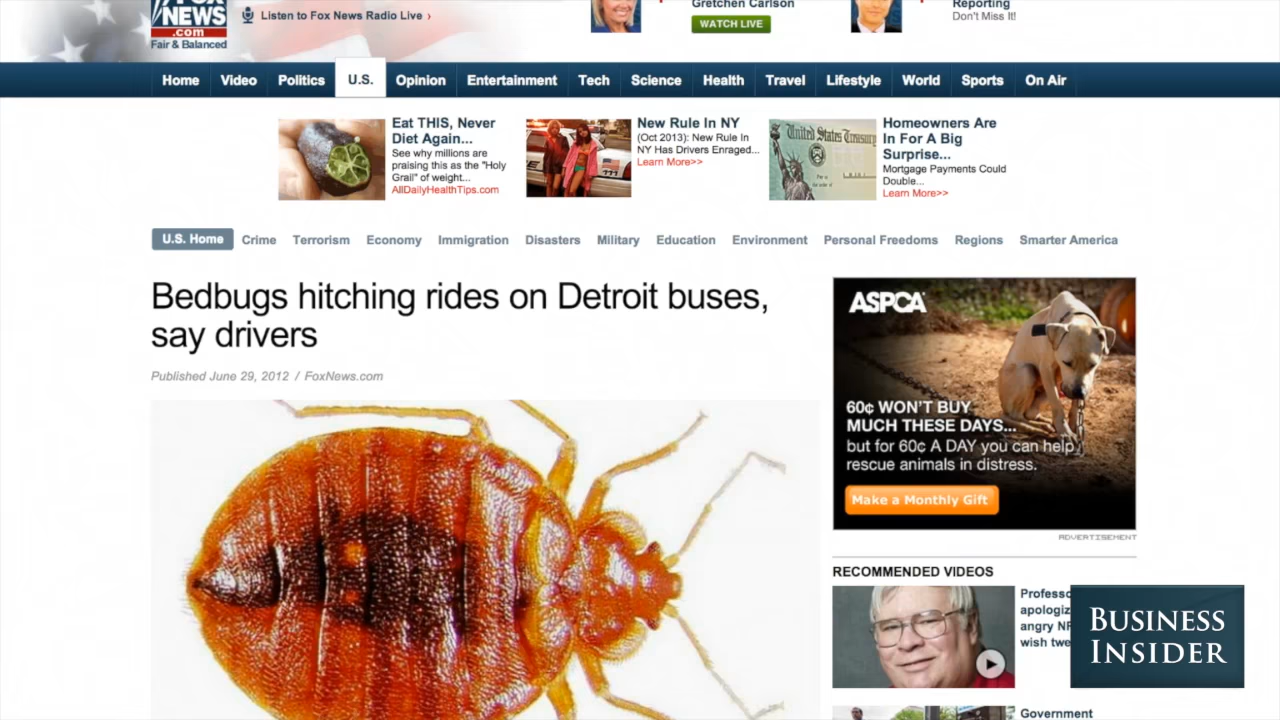 FOX
NEWS
.com
Fair & Balanced
Listen to Fox News Radio Live ›
Gretchen Carlson
WATCH LIVE
Reporting
Don't Miss It!
Home Video Politics U.S. Opinion Entertainment Tech Science Health Travel Lifestyle World Sports On Air
Eat THIS, Never
Diet Again...
See why millions are
praising this as the "Holy
Grail" of weight...
AllDailyHealthTips.com
New Rule In NY
(Oct 2013): New Rule In
NY Has Drivers Enraged...
Learn More>>
United States Treasury
Homeowners Are
In For A Big
Surprise...
Mortgage Payments Could
Double...
Learn More>>
U.S. Home Crime Terrorism Economy Immigration Disasters Military Education Environment Personal Freedoms Regions Smarter America
Bedbugs hitching rides on Detroit buses,
say drivers
Published June 29, 2012 / FoxNews.com
ASPCA
60¢ WON'T BUY
MUCH THESE DAYS...
but for 60¢ A DAY you can help
rescue animals in distress.
Make a Monthly Gift
ADVERTISEMENT
RECOMMENDED VIDEOS
apologiz
angry
wish
Government
BUSINESS
INSIDER